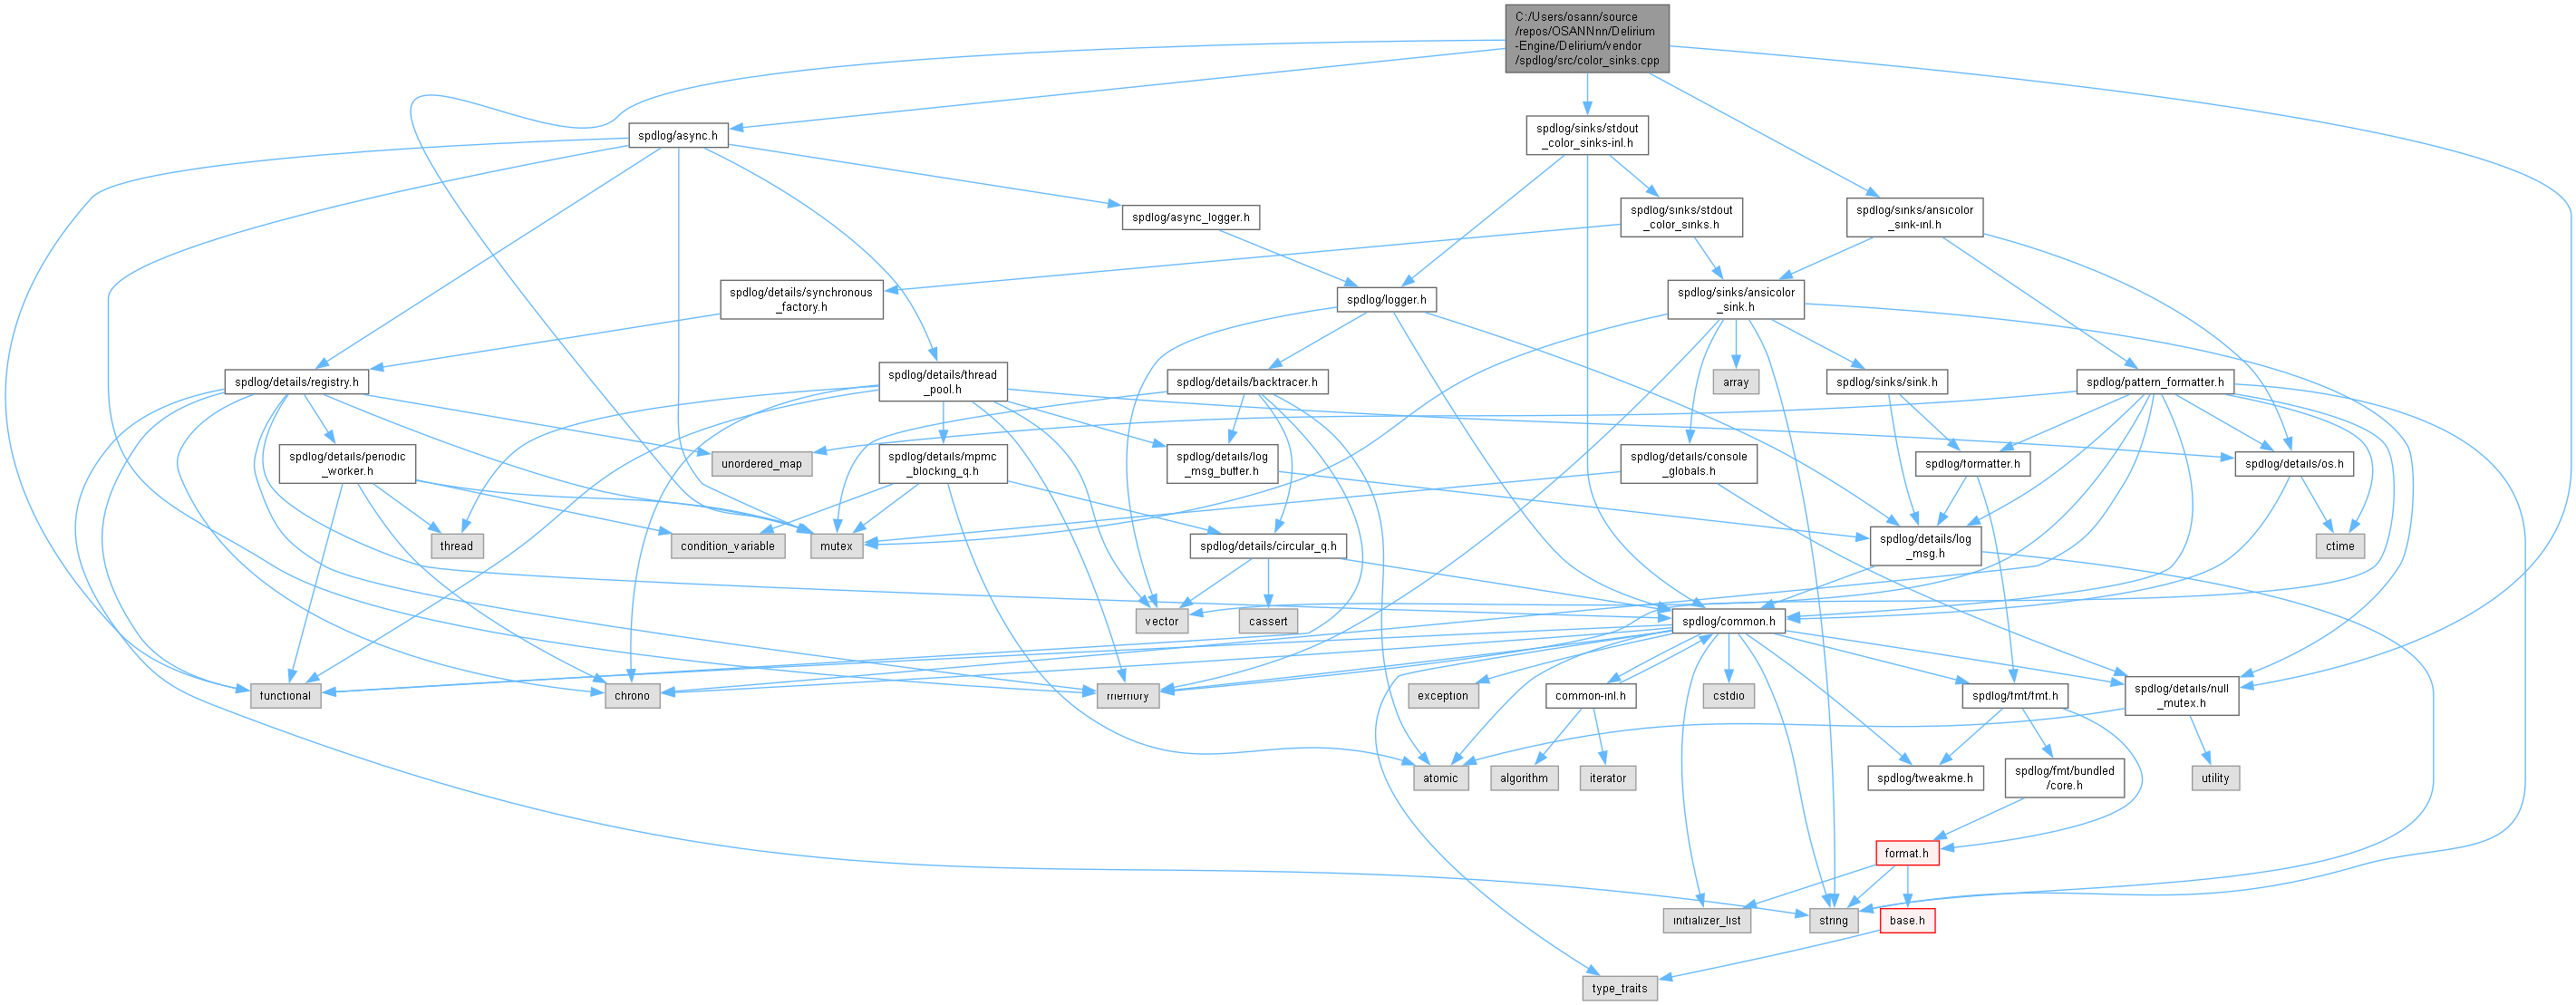 C:/Users/osann/source
/repos/OSANNnn/Delirium
-Engine/Delirium/vendor
/spdlog/src/color_sinks.cpp
spdlog/async.h
spdlog/sinks/stdout
_color_sinks-inl.h
spdlog/async_logger.h
spdlog/sinks/stdout
_color_sinks.h
spdlog/sinks/ansicolor
_sink-inl.h
spdlog/details/synchronous
_factory.h
spdlog/logger.h
spdlog/sinks/ansicolor
_sink.h
spdlog/details/registry.h
spdlog/details/thread
_pool.h
spdlog/details/backtracer.h
array
spdlog/sinks/sink.h
spdlog/pattern_formatter.h
spdlog/details/periodic
_worker.h
unordered_map
spdlog/details/mpmc
_blocking_q.h
spdlog/details/log
_msg_buffer.h
spdlog/details/console
_globals.h
spdlog/formatter.h
spdlog/details/os.h
thread
condition_variable
mutex
spdlog/details/circular_q.h
spdlog/details/log
_msg.h
ctime
vector
cassert
spdlog/common.h
functional
chrono
memory
exception
common-inl.h
cstdio
spdlog/fmt/fmt.h
spdlog/details/null
_mutex.h
atomic
algorithm
iterator
spdlog/tweakme.h
spdlog/fmt/bundled
/core.h
utility
format.h
initializer_list
string
base.h
type_traits